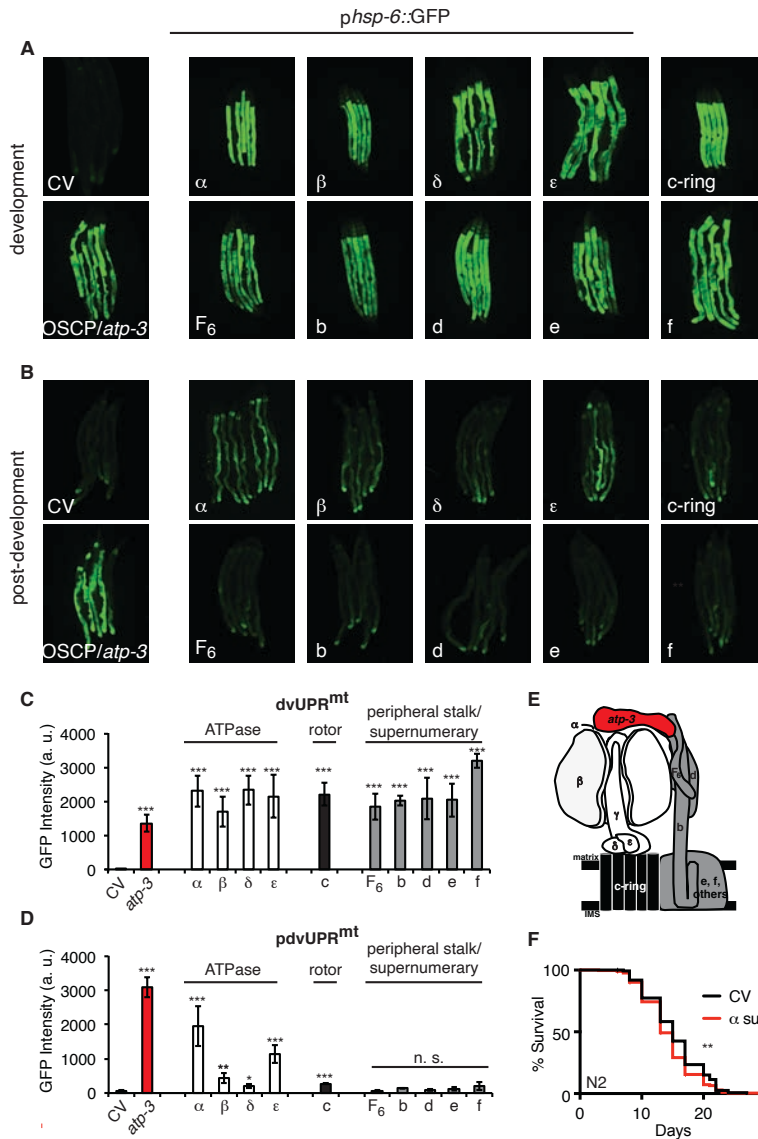 phsp-6::GFP
A
development
CV
α
β
δ
ε
c-ring
OSCP/atp-3
F6
b
d
e
f
B
post-development
CV
α
β
δ
ε
c-ring
OSCP/atp-3
F6
b
d
e
f
C
dvUPRmt
ATPase
rotor
peripheral stalk/
supernumerary
GFP Intensity (a. u.)
4000
3000
2000
1000
0
***
***
***
***
***
***
***
***
***
***
***
CV
atp-3
α
β
δ
ε
c
F6
b
d
e
f
D
pdvUPRmt
ATPase
rotor
peripheral stalk/
supernumerary
GFP Intensity (a. u.)
4000
3000
2000
1000
0
***
***
**
*
***
***
n. s.
CV
atp-3
α
β
δ
ε
c
F6
b
d
e
f
E
atp-3
α
β
γ
F6
d
b
δ
ε
matrix
c-ring
e, f,
others
IMS
F
% Survival
100
50
0
CV
α su
**
N2
0
10
20
Days